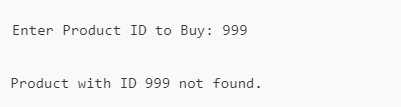 Enter Product ID to Buy: 999
Product with ID 999 not found.